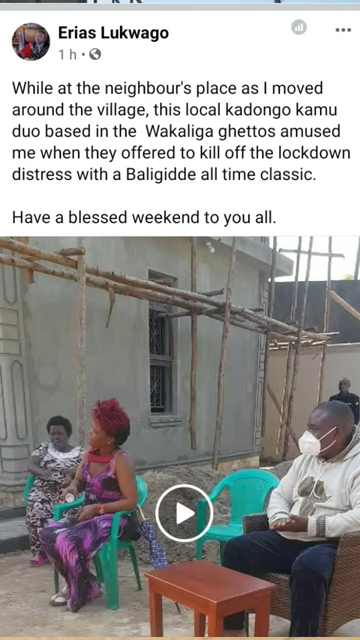 Erias Lukwago
1 h ·
While at the neighbour's place as I moved
around the village, this local kadongo kamu
duo based in the Wakaliga ghettos amused
me when they offered to kill off the lockdown
distress with a Baligidde all time classic.
Have a blessed weekend to you all.